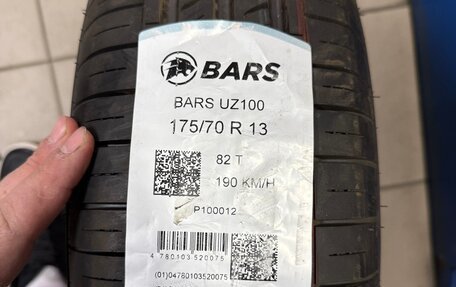 BARS
BARS UZ100
175/70 R 13
82 T
190 KM/H
P100012
4 780103 520075
(01)04780103520075